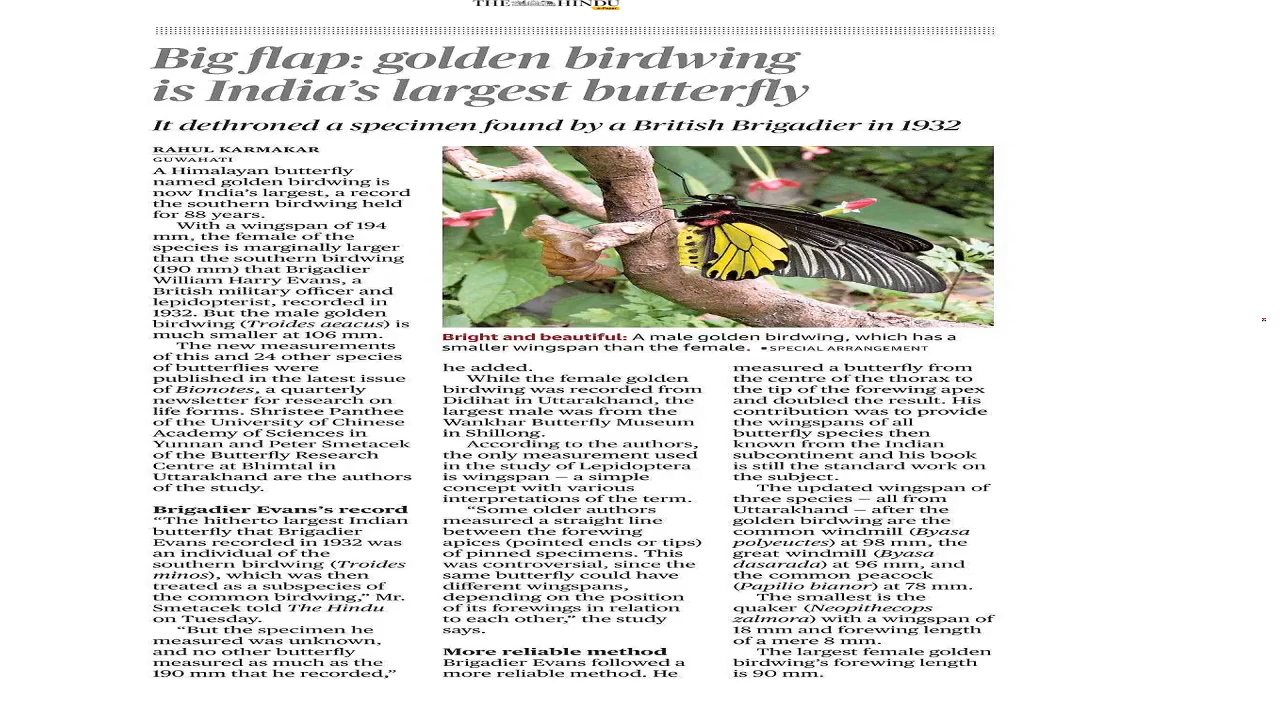 THE HINDU
Big flap: golden birdwing
is India's largest butterfly
It dethroned a specimen found by a British Brigadier in 1932
RAHUL KARMAKAR
GUWAHATI
A Himalayan butterfly
named golden birdwing is
now India's largest, a record
the southern birdwing held
for 88 years.
With a wingspan of 194
mm, the female of the
species is marginally larger
than the southern birdwing
(190 mm) that Brigadier
William Harry Evans, a
British military officer and
lepidopterist, recorded in
1932. But the male golden
birdwing (Troides aeacus) is
much smaller at 106 mm.
The new measurements
of this and 24 other species
of butterflies were
published in the latest issue
of Bionotes, a quarterly
newsletter for research on
life forms. Shristee Panthee
of the University of Chinese
Academy of Sciences in
Yunnan and Peter Smetacek
of the Butterfly Research
Centre at Bhimtal in
Uttarakhand are the authors
of the study.
Brigadier Evans's record
“The hitherto largest Indian
butterfly that Brigadier
Evans recorded in 1932 was
an individual of the
southern birdwing (Troides
minos), which was then
treated as a subspecies of
the common birdwing,” Mr.
Smetacek told The Hindu
on Tuesday.
“But the specimen he
measured was unknown,
and no other butterfly
measured as much as the
190 mm that he recorded,”
Bright and beautiful: A male golden birdwing, which has a
smaller wingspan than the female. ▪SPECIAL ARRANGEMENT
he added.
While the female golden
birdwing was recorded from
Didihat in Uttarakhand, the
largest male was from the
Wankhar Butterfly Museum
in Shillong.
According to the authors,
the only measurement used
in the study of Lepidoptera
is wingspan — a simple
concept with various
interpretations of the term.
“Some older authors
measured a straight line
between the forewing
apices (pointed ends or tips)
of pinned specimens. This
was controversial, since the
same butterfly could have
different wingspans,
depending on the position
of its forewings in relation
to each other,” the study
says.
More reliable method
Brigadier Evans followed a
more reliable method. He
measured a butterfly from
the centre of the thorax to
the tip of the forewing apex
and doubled the result. His
contribution was to provide
the wingspans of all
butterfly species then
known from the Indian
subcontinent and his book
is still the standard work on
the subject.
The updated wingspan of
three species — all from
Uttarakhand — after the
golden birdwing are the
common windmill (Byasa
polyeuctes) at 98 mm, the
great windmill (Byasa
dasarada) at 96 mm, and
the common peacock
(Papilio bianor) at 78 mm.
The smallest is the
quaker (Neopithecops
zalmora) with a wingspan of
18 mm and forewing length
of a mere 8 mm.
The largest female golden
birdwing's forewing length
is 90 mm.